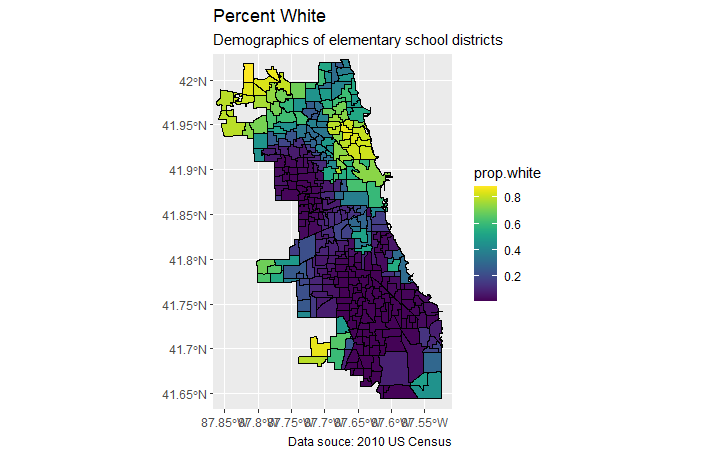 Percent White
Demographics of elementary school districts
42°N
41.95°N
41.9°N
41.85°N
41.8°N
41.75°N
41.7°N
41.65°N
87.85°W 87.8°W 87.75°W 87.7°W 87.65°W 87.6°W 87.55°W
Data souce: 2010 US Census
prop.white
0.8
0.6
0.4
0.2